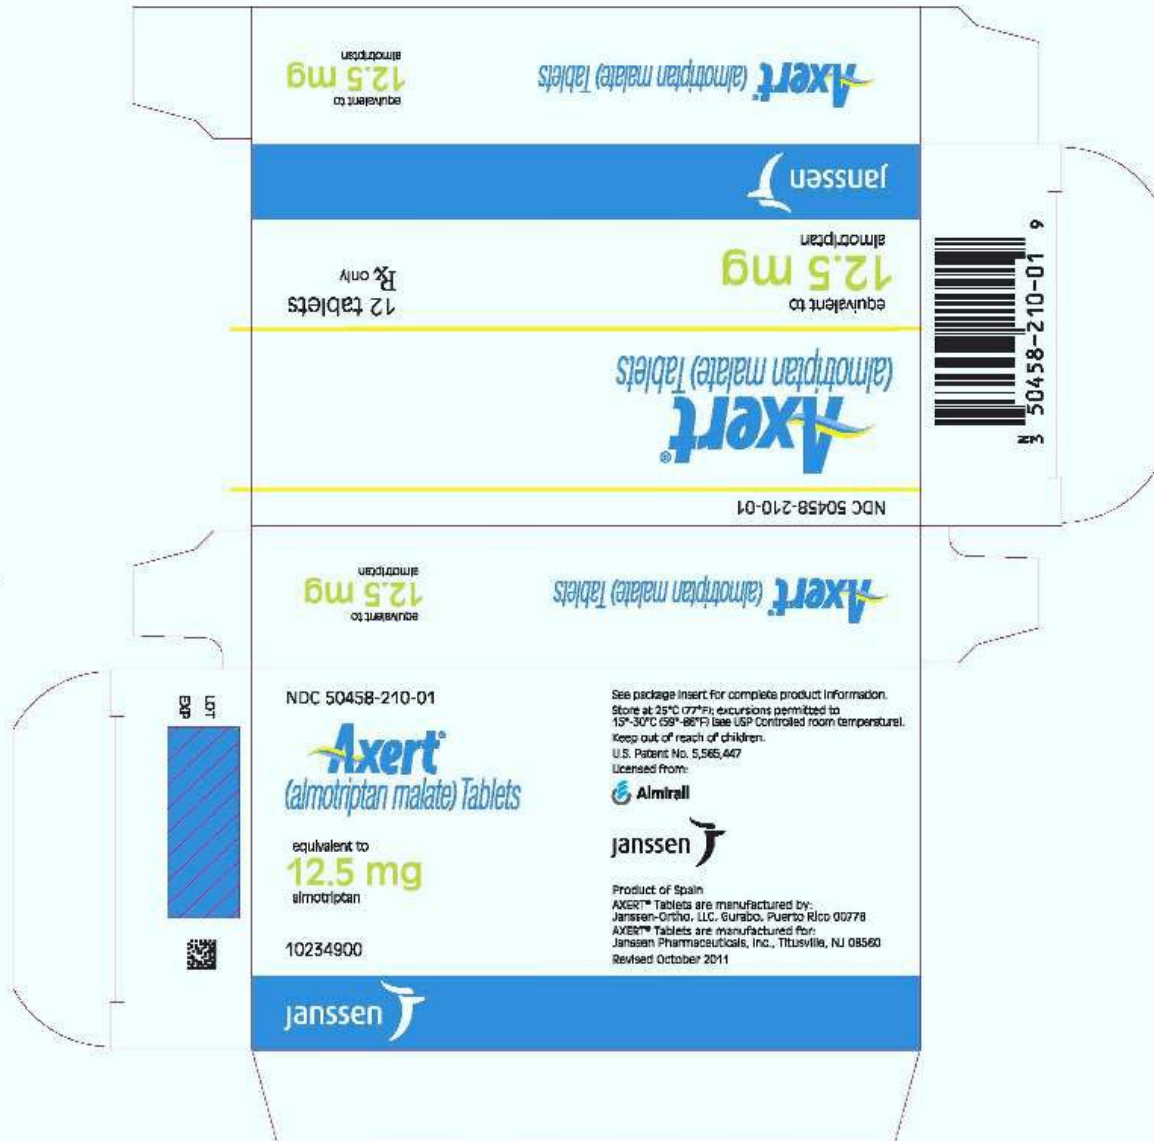 Axert® (almotriptan malate) Tablets
equivalent to
12.5 mg
almotriptan
janssen
NDC 50458-210-01
Axert®
(almotriptan malate) Tablets
equivalent to
12.5 mg
almotriptan
12 tablets
Rx only
N
3 50458-210-01 9
Axert® (almotriptan malate) Tablets
equivalent to
12.5 mg
almotriptan
LOT
EXP
NDC 50458-210-01
Axert®
(almotriptan malate) Tablets
equivalent to
12.5 mg
almotriptan
10234900
janssen
See package insert for complete product information.
Store at 25°C (77°F); excursions permitted to
15°-30°C (59°-86°F) [see USP Controlled room temperature].
Keep out of reach of children.
U.S. Patent No. 5,565,447
Licensed from:
Almirall
janssen
Product of Spain
AXERT® Tablets are manufactured by:
Janssen-Ortho, LLC, Gurabo, Puerto Rico 00778
AXERT® Tablets are manufactured for:
Janssen Pharmaceuticals, Inc., Titusville, NJ 08560
Revised October 2011